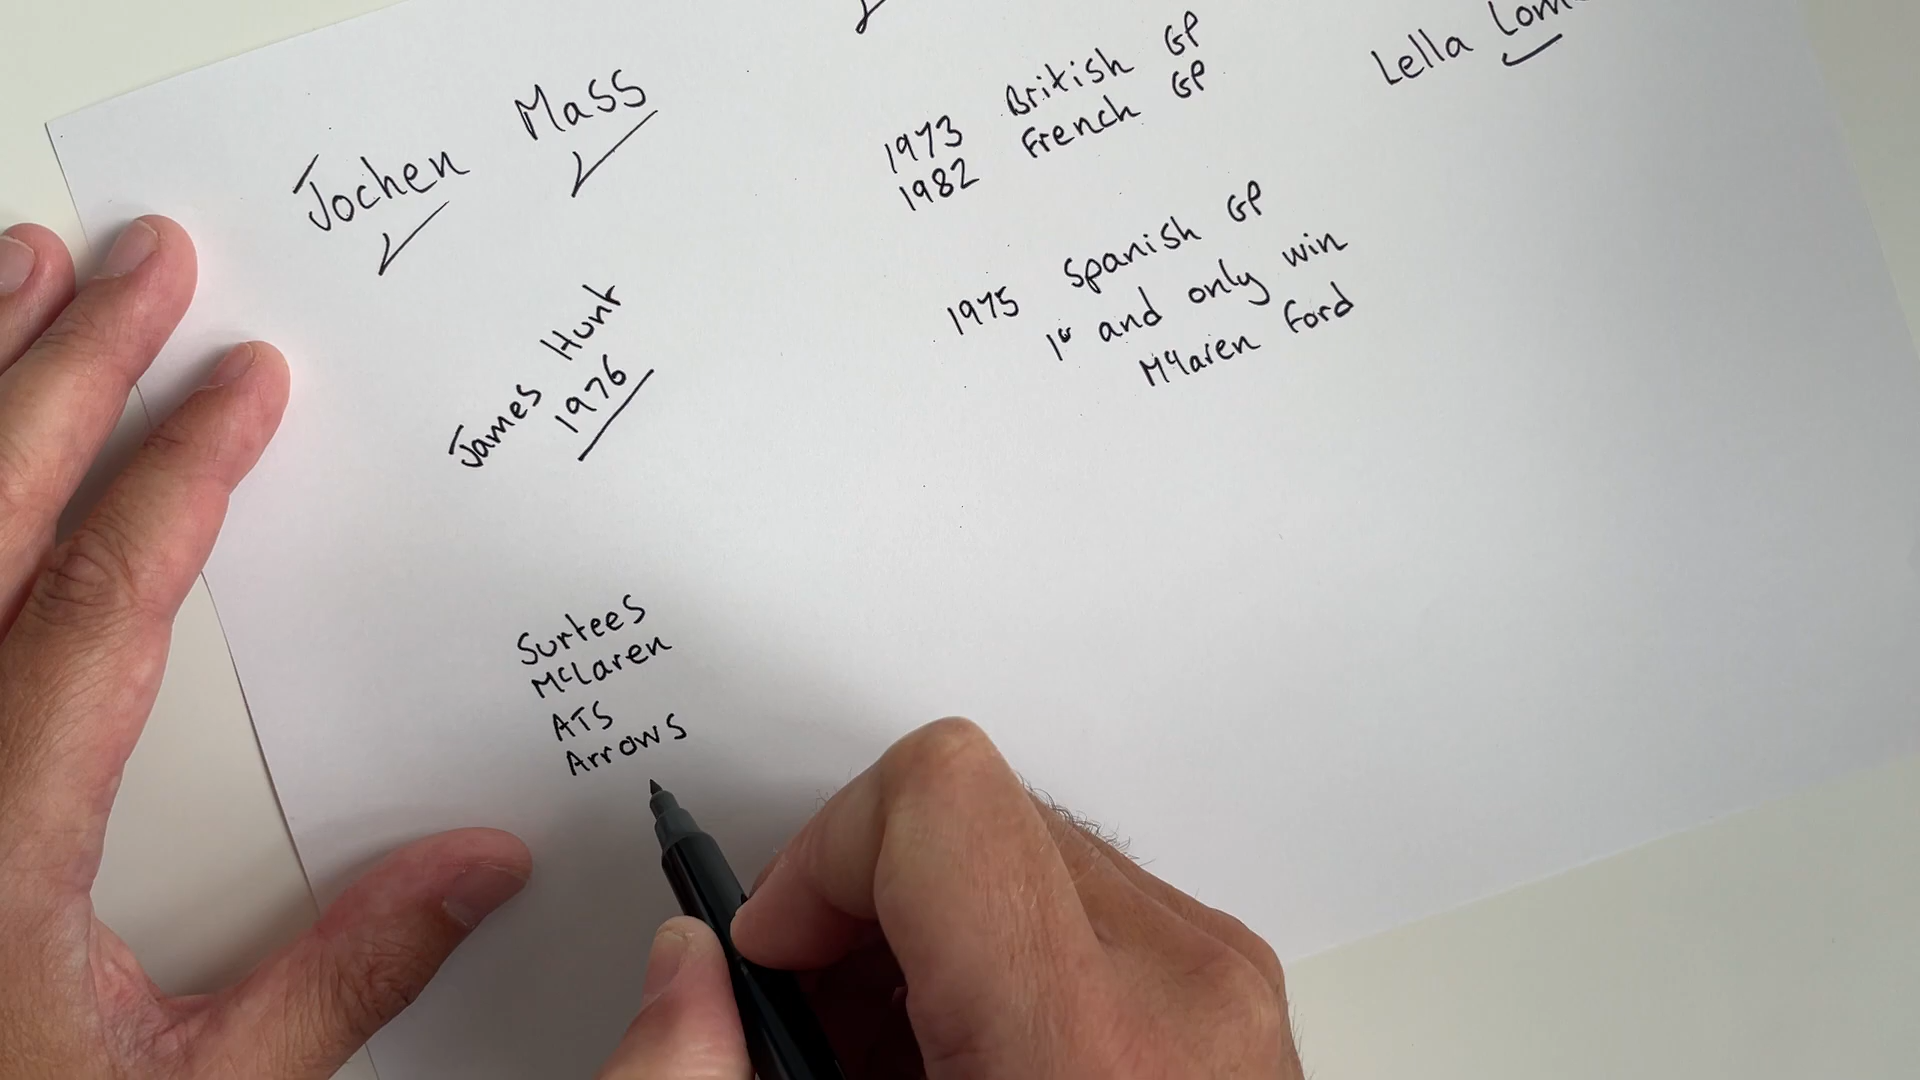 Jochen Mass
James Hunt
1976
Surtees
McLaren
ATS
Arrows
1973 British GP
1982 French GP
1975 Spanish GP
1st and only win
McLaren Ford
Lella